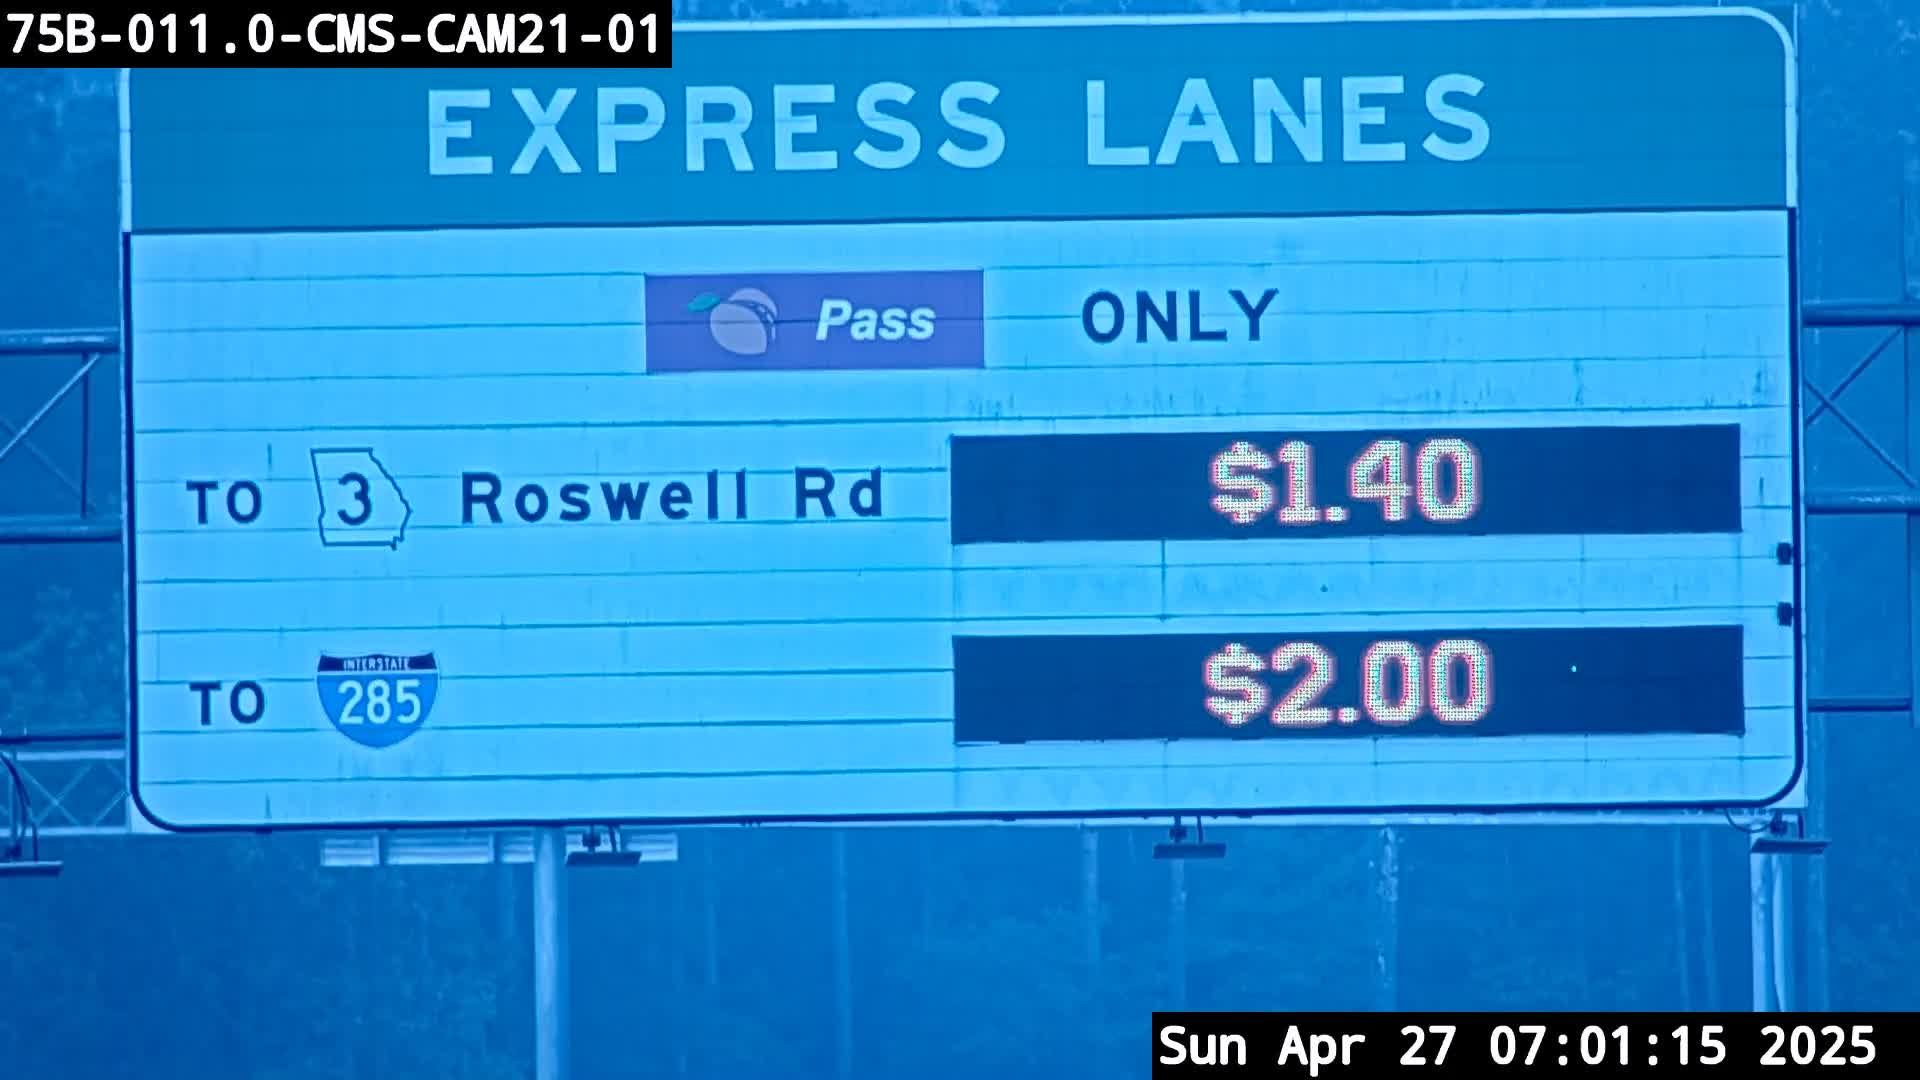 75B-011.0-CMS-CAM21-01
EXPRESS LANES
Pass ONLY
TO 3 Roswell Rd $1.40
TO INTERSTATE 285 $2.00
Sun Apr 27 07:01:15 2025